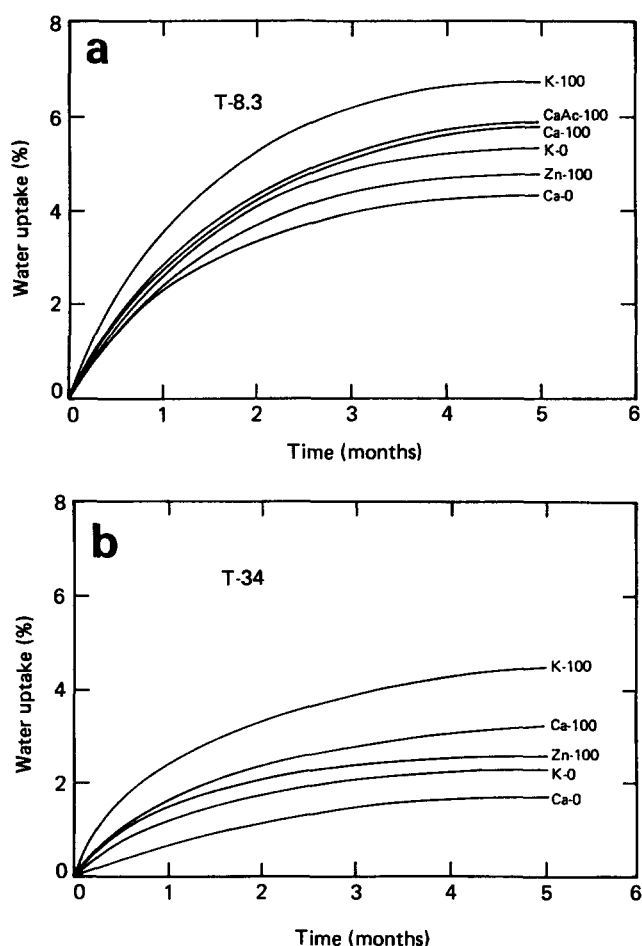 a
T-8.3
8
6
4
2
0
Water uptake (%)
K-100
CaAc-100
Ca-100
K-0
Zn-100
Ca-0
0 1 2 3 4 5 6
Time (months)
b
T-34
8
6
4
2
0
Water uptake (%)
K-100
Ca-100
Zn-100
K-0
Ca-0
0 1 2 3 4 5 6
Time (months)